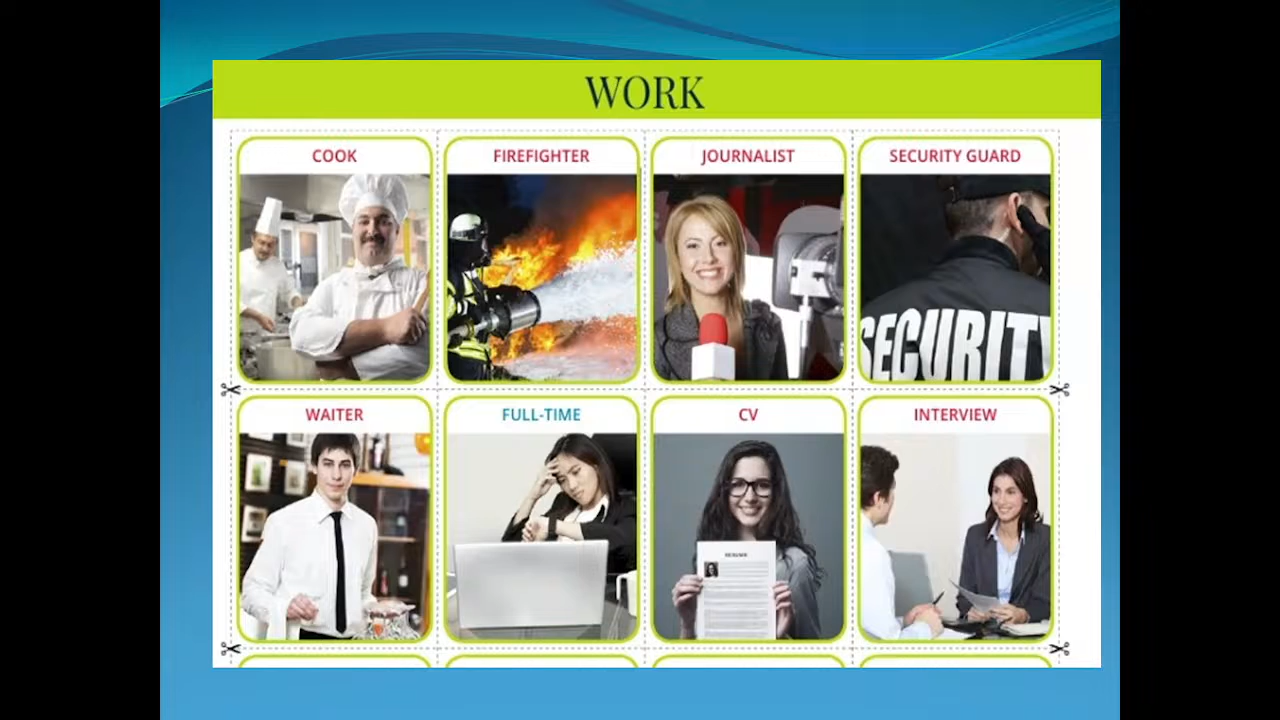 WORK
COOK
FIREFIGHTER
JOURNALIST
SECURITY GUARD
SECURITY
WAITER
FULL-TIME
CV
INTERVIEW